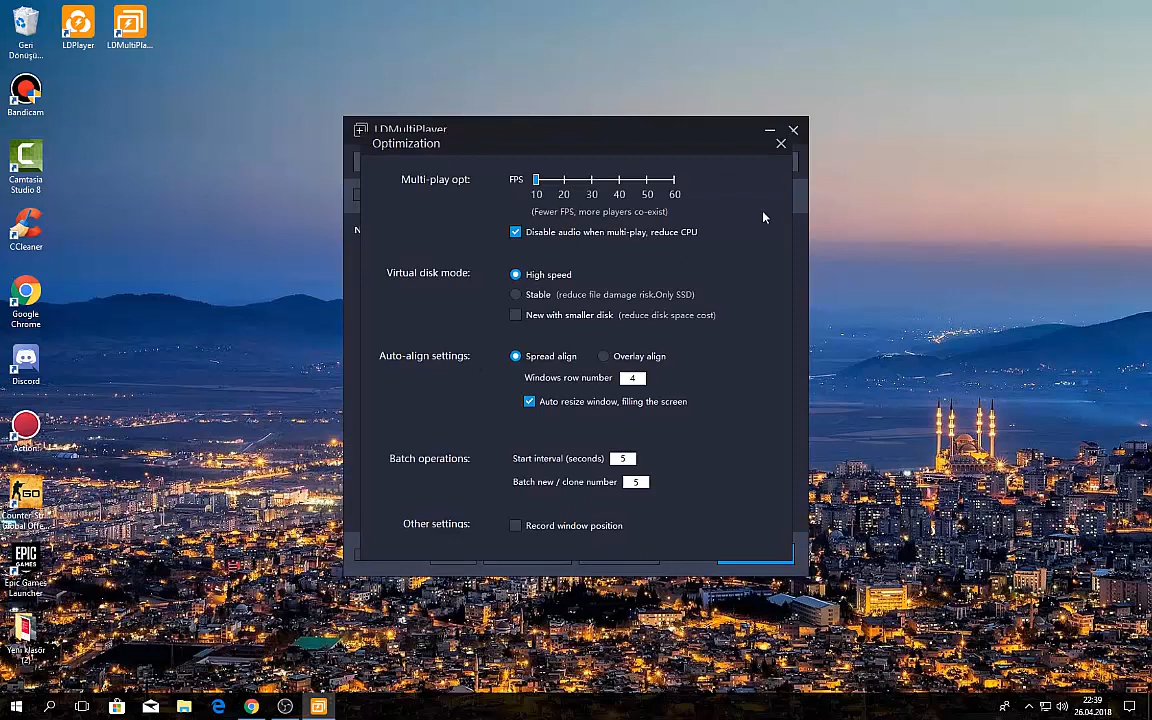 Geri
Dönüşü...
LDPlayer
LDMultiPla...
Bandicam
Camtasia
Studio 8
CCleaner
Google
Chrome
Discord
Action!
Counter-Str
Global Offe...
Epic Games
Launcher
Yeni klasör
(2)
LDMultiPlayer
Optimization
Multi-play opt:
FPS
10 20 30 40 50 60
(Fewer FPS, more players co-exist)
Disable audio when multi-play, reduce CPU
Virtual disk mode:
High speed
Stable (reduce file damage risk.Only SSD)
New with smaller disk (reduce disk space cost)
Auto-align settings:
Spread align Overlay align
Windows row number 4
Auto resize window, filling the screen
Batch operations:
Start interval (seconds) 5
Batch new / clone number 5
Other settings:
Record window position
22:39
26.04.2018